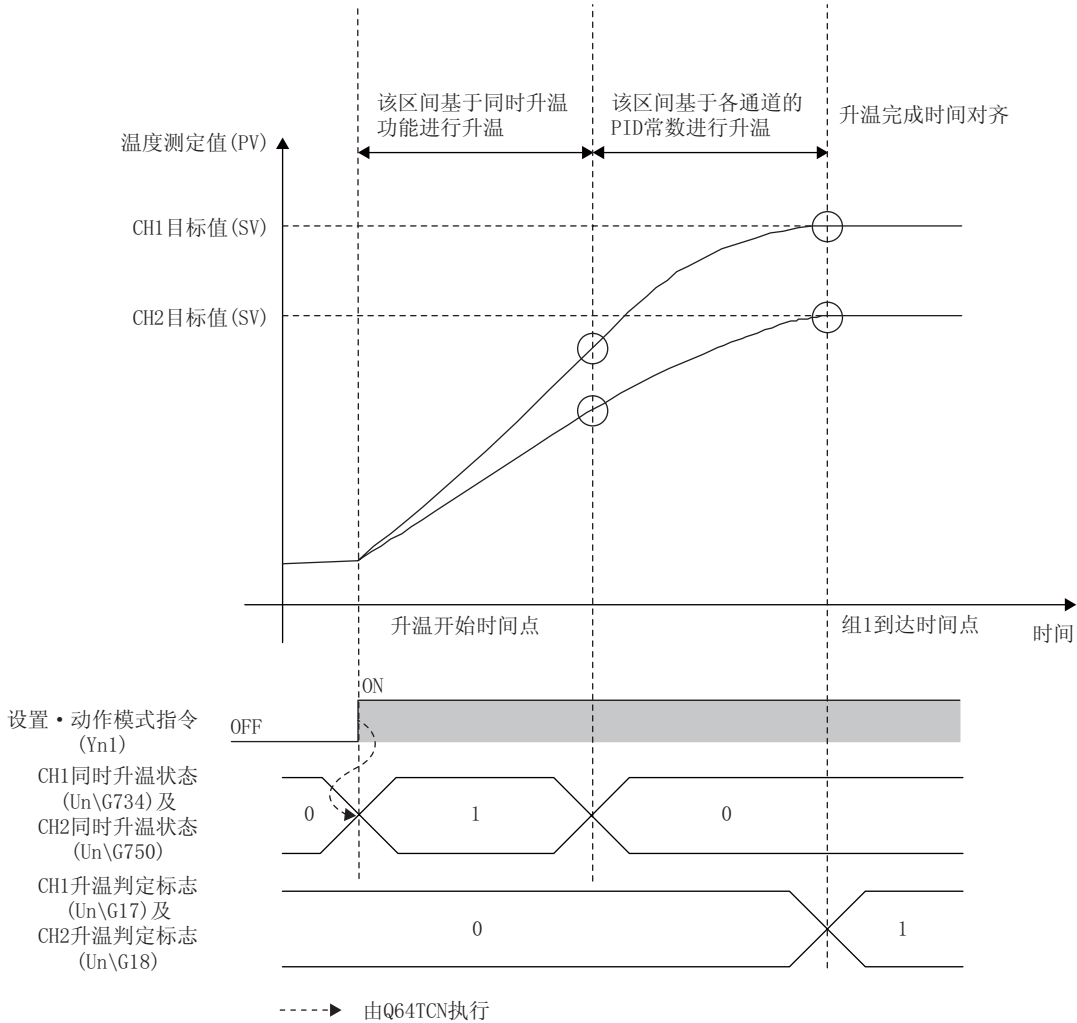 该区间基于同时升温
功能进行升温
该区间基于各通道的
PID常数进行升温
升温完成时间对齐
温度测定值(PV)
CH1目标值(SV)
CH2目标值(SV)
升温开始时间点
组1到达时间点
时间
ON
设置·动作模式指令
(Yn1)
OFF
CH1同时升温状态
(Un\G734)及
CH2同时升温状态
(Un\G750)
0
1
0
CH1升温判定标志
(Un\G17)及
CH2升温判定标志
(Un\G18)
0
1
由Q64TCN执行